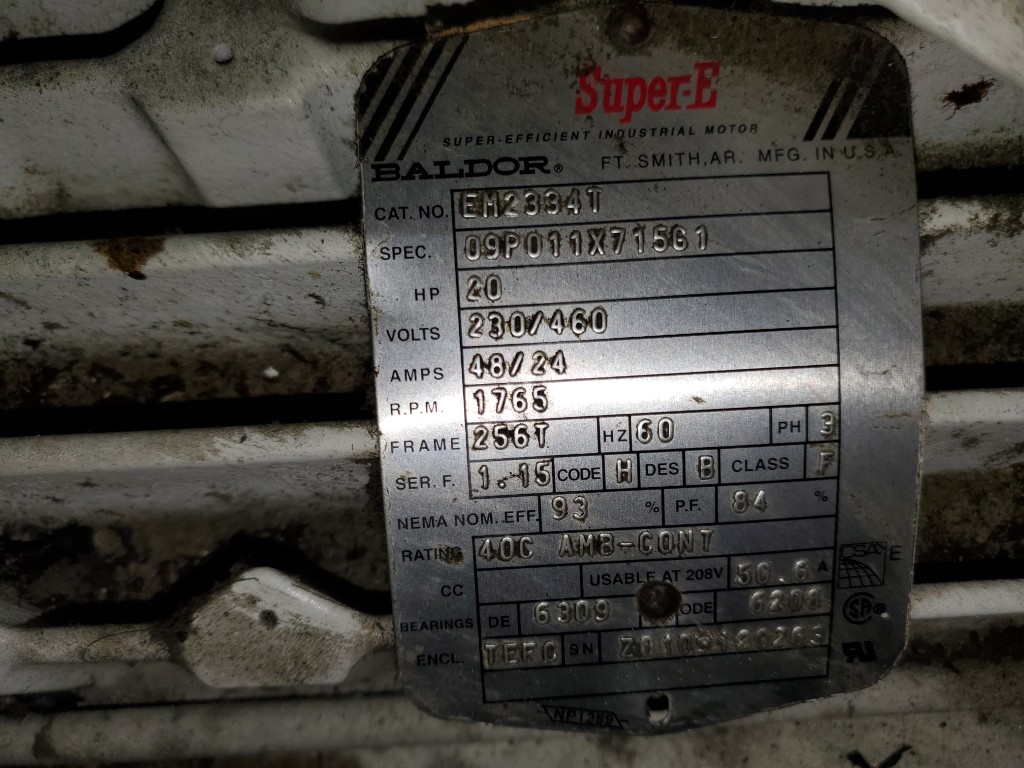 Super-E
SUPER-EFFICIENT INDUSTRIAL MOTOR
BALDOR® FT. SMITH, AR. MFG. IN U.S.A
CAT. NO. EM2334T
SPEC. 09P011X715G1
HP 20
VOLTS 230/460
AMPS 48/24
R.P.M. 1765
FRAME 256T HZ 60 PH 3
SER. F. 1.15 CODE H DES B CLASS F
NEMA NOM. EFF. 93 % P.F. 84 %
RATING 40C AMB-CONT
CC USABLE AT 208V A
BEARINGS DE 6309 ODE 6208
ENCL. TEFC SN
CSA E
NP1259